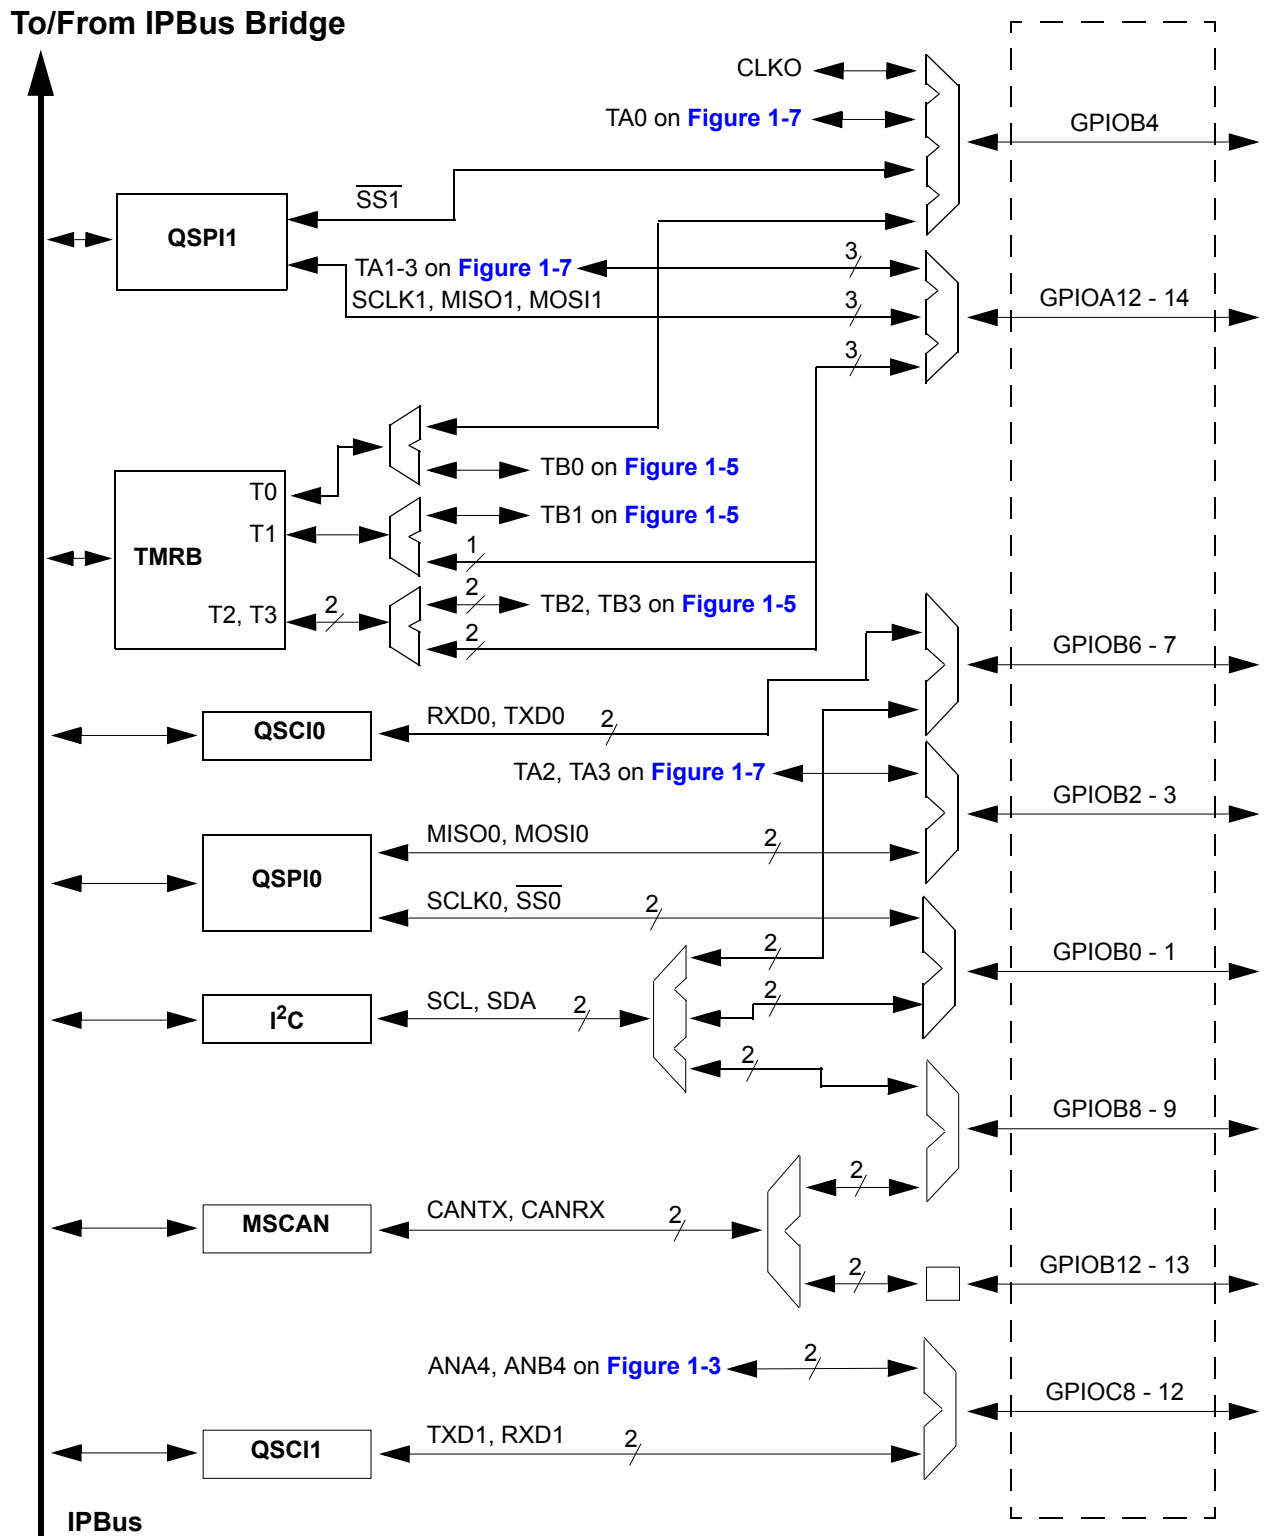 To/From IPBus Bridge
CLKO
TA0 on Figure 1-7
GPIOB4
SS1
QSPI1
TA1-3 on Figure 1-7
3
SCLK1, MISO1, MOSI1
3
GPIOA12 - 14
3
TB0 on Figure 1-5
T0
TB1 on Figure 1-5
T1
1
TMRB
2
TB2, TB3 on Figure 1-5
T2, T3
2
2
GPIOB6 - 7
RXD0, TXD0
2
QSCI0
TA2, TA3 on Figure 1-7
GPIOB2 - 3
MISO0, MOSI0
2
QSPI0
SCLK0, SS0
2
2
GPIOB0 - 1
SCL, SDA
2
2
I²C
2
GPIOB8 - 9
2
CANTX, CANRX
2
MSCAN
2
GPIOB12 - 13
ANA4, ANB4 on Figure 1-3
2
GPIOC8 - 12
TXD1, RXD1
2
QSCI1
IPBus